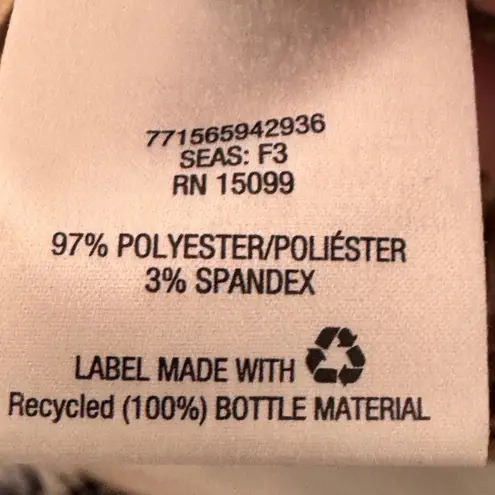 771565942936
SEAS: F3
RN 15099
97% POLYESTER/POLIÉSTER
3% SPANDEX
LABEL MADE WITH
Recycled (100%) BOTTLE MATERIAL